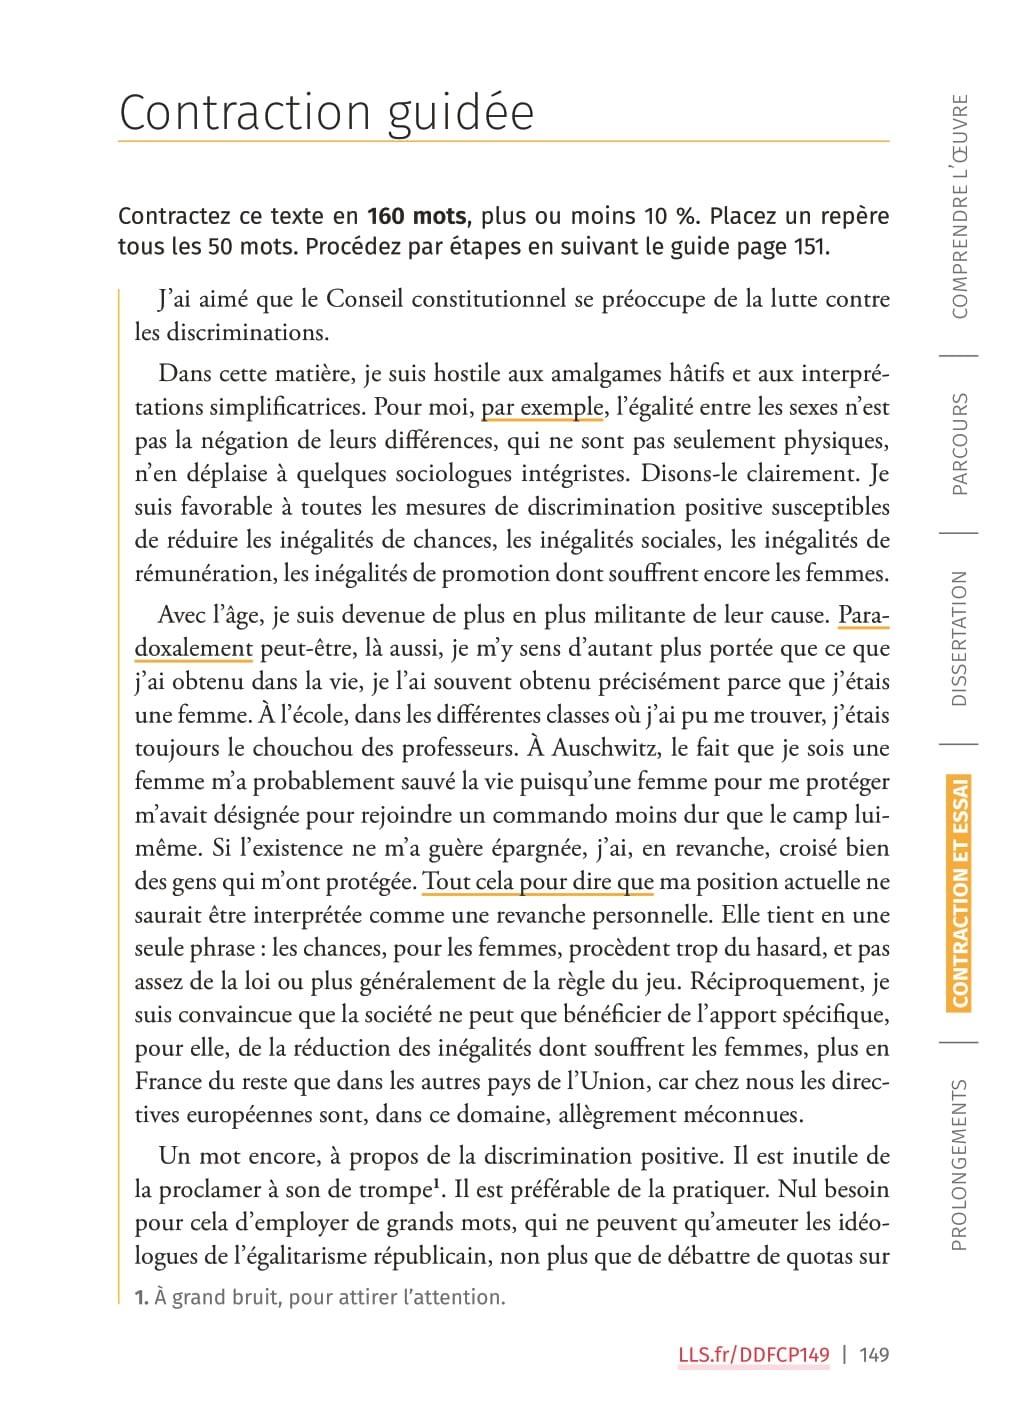 Contraction guidée
Contractez ce texte en 160 mots, plus ou moins 10 %. Placez un repère
tous les 50 mots. Procédez par étapes en suivant le guide page 151.
J'ai aimé que le Conseil constitutionnel se préoccupe de la lutte contre
les discriminations.
Dans cette matière, je suis hostile aux amalgames hâtifs et aux interpré-
tations simplificatrices. Pour moi, par exemple, l'égalité entre les sexes n'est
pas la négation de leurs différences, qui ne sont pas seulement physiques,
n'en déplaise à quelques sociologues intégristes. Disons-le clairement. Je
suis favorable à toutes les mesures de discrimination positive susceptibles
de réduire les inégalités de chances, les inégalités sociales, les inégalités de
rémunération, les inégalités de promotion dont souffrent encore les femmes.
Avec l'âge, je suis devenue de plus en plus militante de leur cause. Para-
doxalement peut-être, là aussi, je m'y sens d'autant plus portée que ce que
j'ai obtenu dans la vie, je l'ai souvent obtenu précisément parce que j'étais
une femme. À l'école, dans les différentes classes où j'ai pu me trouver, j'étais
toujours le chouchou des professeurs. À Auschwitz, le fait que je sois une
femme m'a probablement sauvé la vie puisqu'une femme pour me protéger
m'avait désignée pour rejoindre un commando moins dur que le camp lui-
même. Si l'existence ne m'a guère épargnée, j'ai, en revanche, croisé bien
des gens qui m'ont protégée. Tout cela pour dire que ma position actuelle ne
saurait être interprétée comme une revanche personnelle. Elle tient en une
seule phrase : les chances, pour les femmes, procèdent trop du hasard, et pas
assez de la loi ou plus généralement de la règle du jeu. Réciproquement, je
suis convaincue que la société ne peut que bénéficier de l'apport spécifique,
pour elle, de la réduction des inégalités dont souffrent les femmes, plus en
France du reste que dans les autres pays de l'Union, car chez nous les direc-
tives européennes sont, dans ce domaine, allègrement méconnues.
Un mot encore, à propos de la discrimination positive. Il est inutile de
la proclamer à son de trompe¹. Il est préférable de la pratiquer. Nul besoin
pour cela d'employer de grands mots, qui ne peuvent qu'ameuter les idéo-
logues de l'égalitarisme républicain, non plus que de débattre de quotas sur
1. À grand bruit, pour attirer l'attention.
LLS.fr/DDFCP149 | 149
COMPRENDRE L'ŒUVRE
PARCOURS
DISSERTATION
CONTRACTION ET ESSAI
PROLONGEMENTS